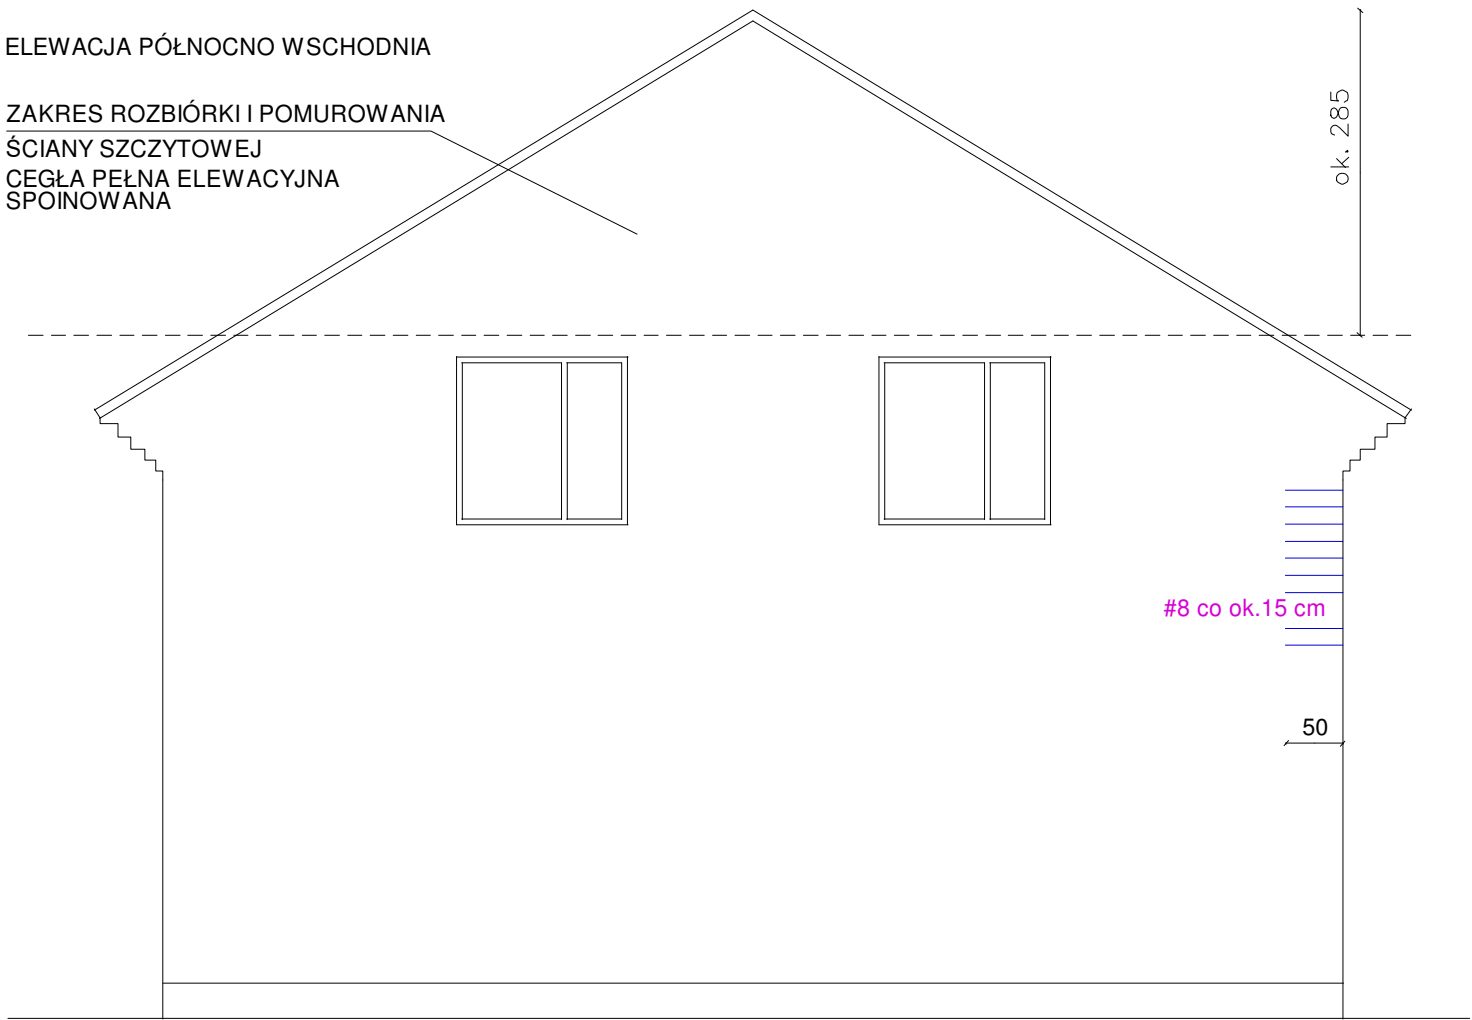 ELEWACJA PÓŁNOCNO WSCHODNIA
ZAKRES ROZBIÓRKI I POMUROWANIA
ŚCIANY SZCZYTOWEJ
CEGŁA PEŁNA ELEWACYJNA
SPOINOWANA
ok. 285
#8 co ok.15 cm
50